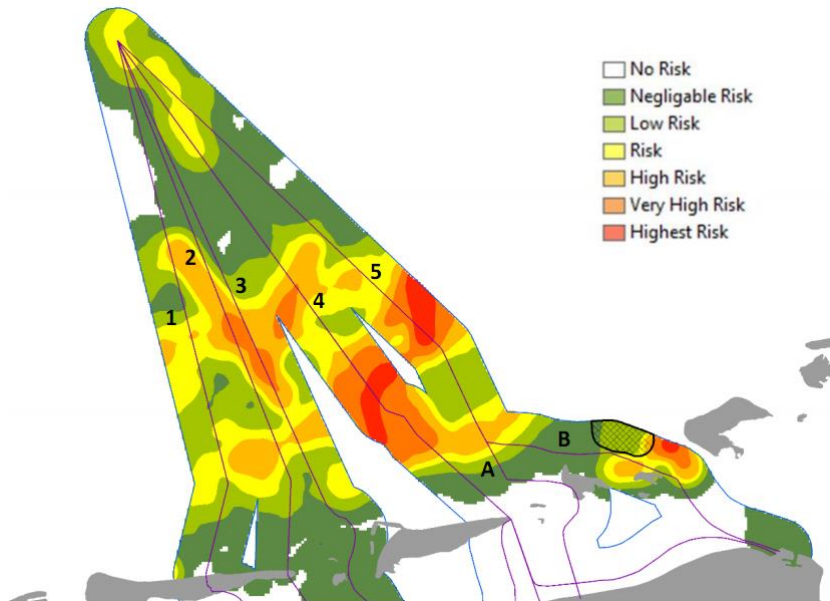 No Risk
Negligable Risk
Low Risk
Risk
High Risk
Very High Risk
Highest Risk
2
5
3
4
1
B
A